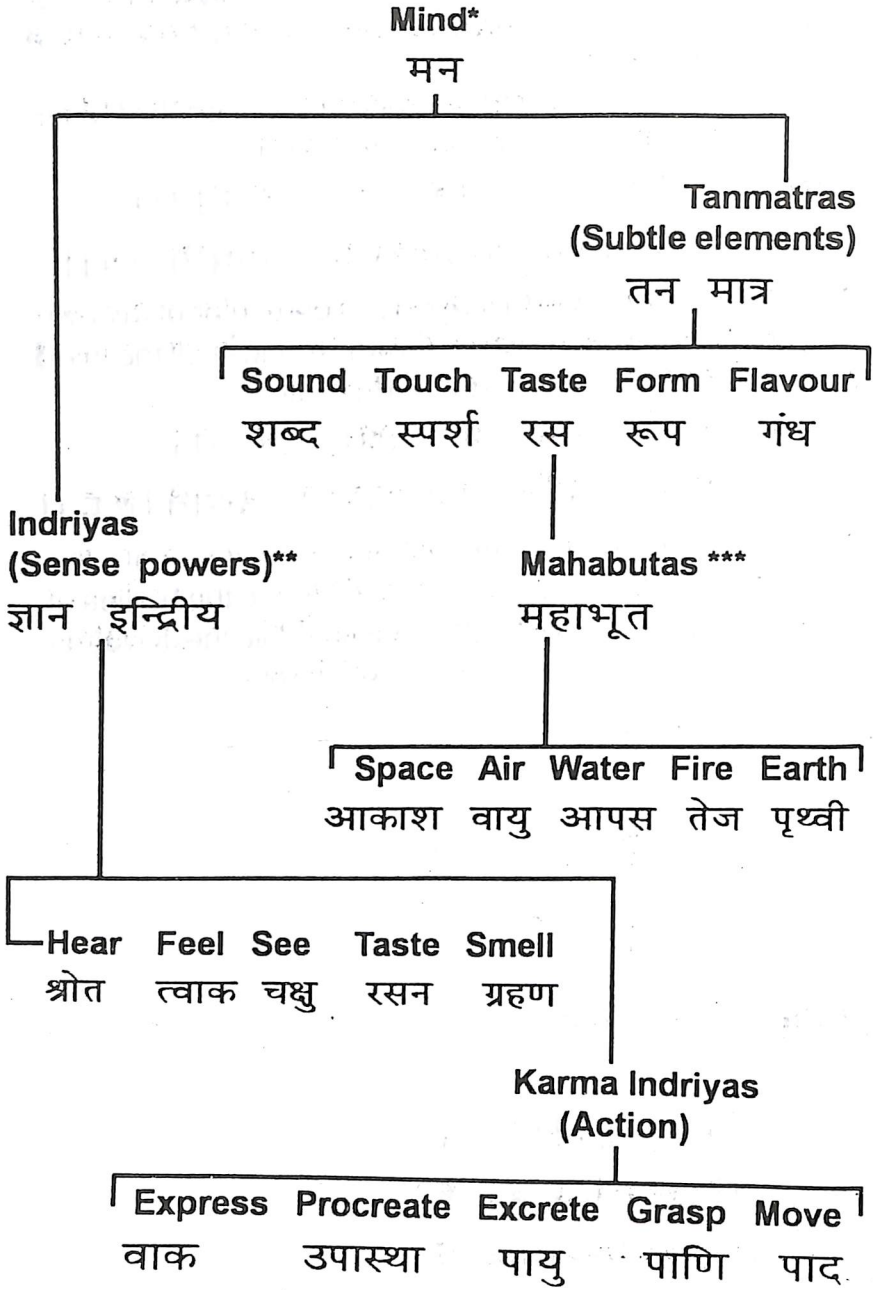 Mind*
मन
Tanmatras
(Subtle elements)
तन मात्र
Sound Touch Taste Form Flavour
शब्द स्पर्श रस रूप गंध
Indriyas
(Sense powers)**
ज्ञान इन्द्रिीय
Mahabutas ***
महाभूत
Space Air Water Fire Earth
आकाश वायु आपस तेज पृथ्वी
Hear Feel See Taste Smell
श्रोत त्वाक चक्षु रसन ग्रहण
Karma Indriyas
(Action)
Express Procreate Excrete Grasp Move
वाक उपास्था पायु पाणि पाद